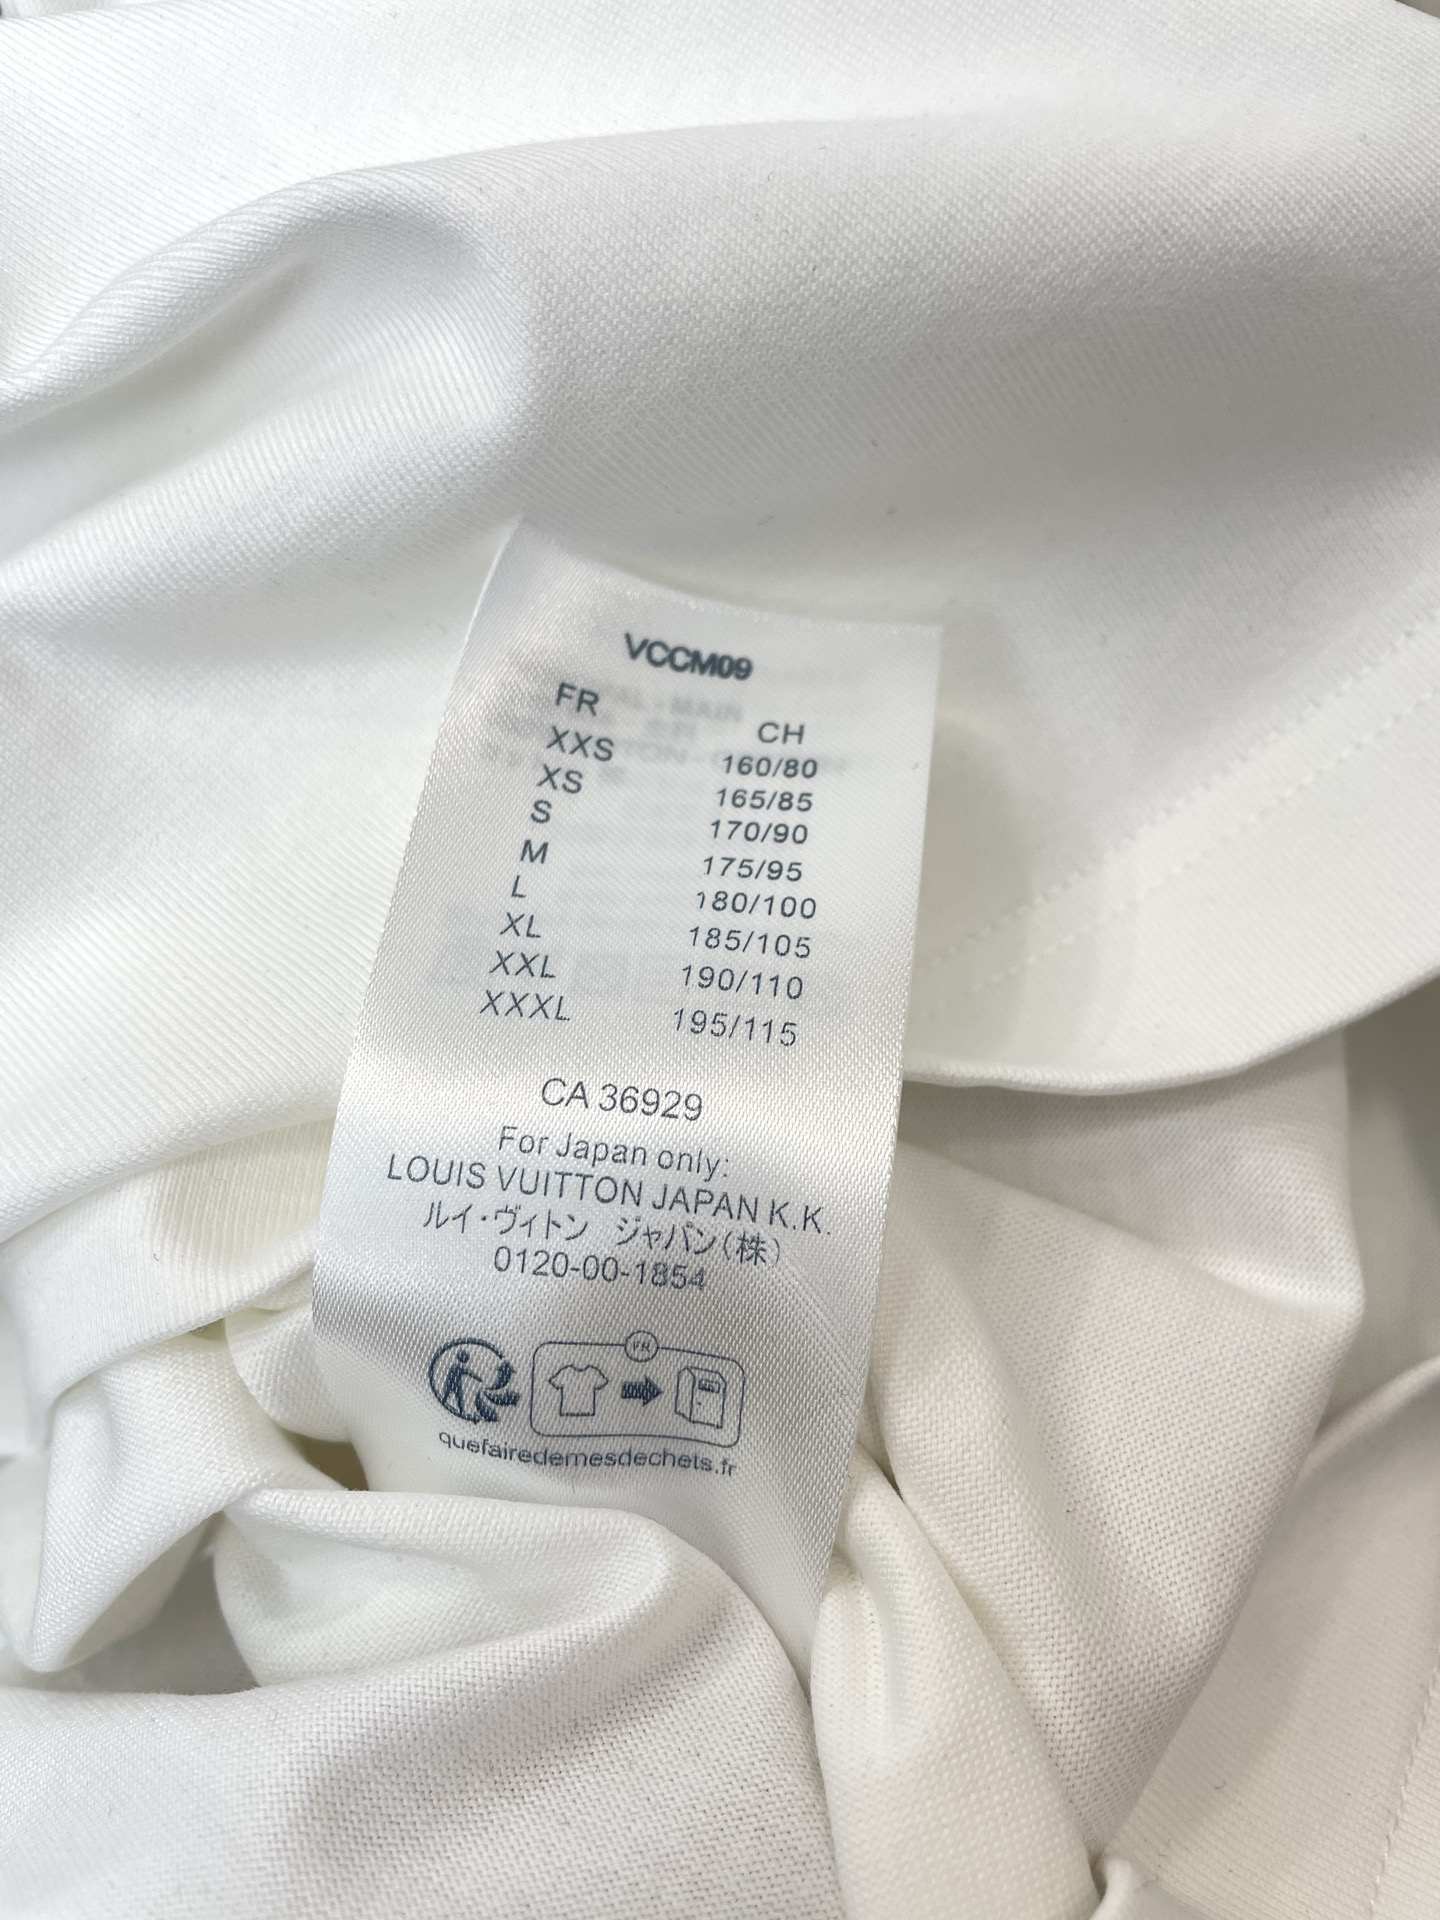 VCCM09
FR CH
XXS 160/80
XS 165/85
S 170/90
M 175/95
L 180/100
XL 185/105
XXL 190/110
XXXL 195/115
CA 36929
For Japan only:
LOUIS VUITTON JAPAN K.K.
ルイ・ヴィトン ジャパン(株)
0120-00-1854
FR
quefairedemesdechets.fr